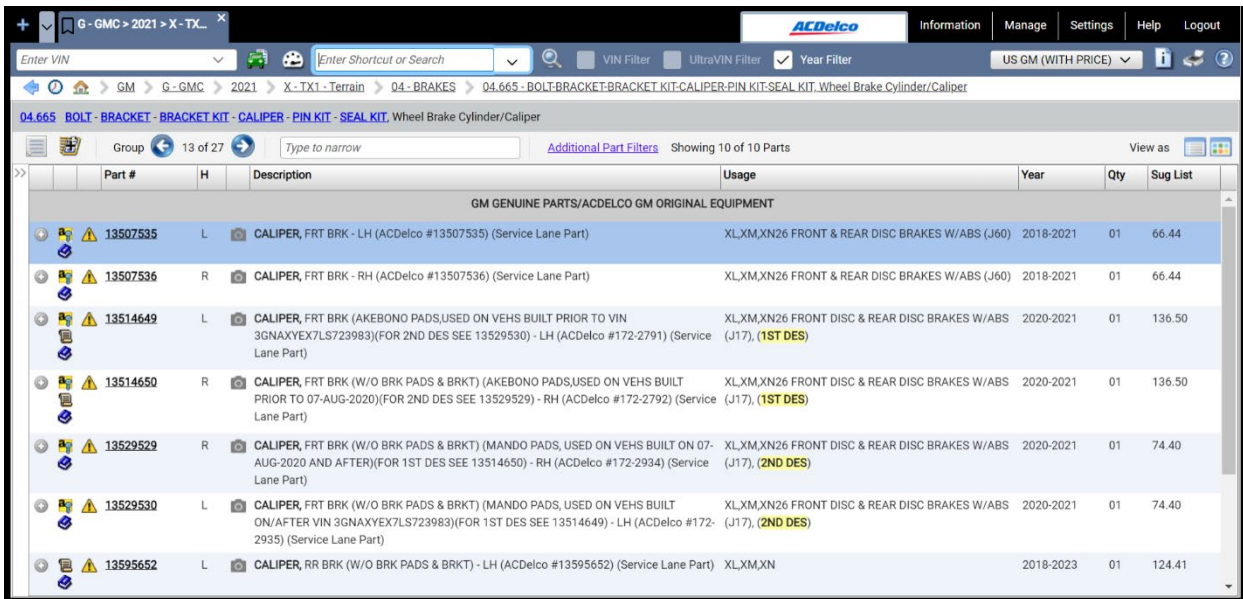 G - GMC > 2021 > X - TX...
ACDelco
Information Manage Settings Help Logout
Enter VIN
Enter Shortcut or Search
VIN Filter
UltraVIN Filter
Year Filter
US GM (WITH PRICE)
GM > G - GMC > 2021 > X - TX1 - Terrain > 04 - BRAKES > 04.665 - BOLT-BRACKET-BRACKET KIT-CALIPER-PIN KIT-SEAL KIT, Wheel Brake Cylinder/Caliper
04.665 BOLT - BRACKET - BRACKET KIT - CALIPER - PIN KIT - SEAL KIT, Wheel Brake Cylinder/Caliper
Group 13 of 27 Type to narrow Additional Part Filters Showing 10 of 10 Parts View as
Part # H Description Usage Year Qty Sug List
GM GENUINE PARTS/ACDELCO GM ORIGINAL EQUIPMENT
13507535 L CALIPER, FRT BRK - LH (ACDelco #13507535) (Service Lane Part) XL,XM,XN26 FRONT & REAR DISC BRAKES W/ABS (J60) 2018-2021 01 66.44
13507536 R CALIPER, FRT BRK - RH (ACDelco #13507536) (Service Lane Part) XL,XM,XN26 FRONT & REAR DISC BRAKES W/ABS (J60) 2018-2021 01 66.44
13514649 L CALIPER, FRT BRK (AKEBONO PADS,USED ON VEHS BUILT PRIOR TO VIN XL,XM,XN26 FRONT DISC & REAR DISC BRAKES W/ABS 2020-2021 01 136.50
3GNAXYEX7LS723983)(FOR 2ND DES SEE 13529530) - LH (ACDelco #172-2791) (Service (J17), (1ST DES)
Lane Part)
13514650 R CALIPER, FRT BRK (W/O BRK PADS & BRKT) (AKEBONO PADS,USED ON VEHS BUILT XL,XM,XN26 FRONT DISC & REAR DISC BRAKES W/ABS 2020-2021 01 136.50
PRIOR TO 07-AUG-2020)(FOR 2ND DES SEE 13529529) - RH (ACDelco #172-2792) (Service (J17), (1ST DES)
Lane Part)
13529529 R CALIPER, FRT BRK (W/O BRK PADS & BRKT) (MANDO PADS, USED ON VEHS BUILT ON 07- XL,XM,XN26 FRONT DISC & REAR DISC BRAKES W/ABS 2020-2021 01 74.40
AUG-2020 AND AFTER)(FOR 1ST DES SEE 13514650) - RH (ACDelco #172-2934) (Service (J17), (2ND DES)
Lane Part)
13529530 L CALIPER, FRT BRK (W/O BRK PADS & BRKT) (MANDO PADS, USED ON VEHS BUILT XL,XM,XN26 FRONT DISC & REAR DISC BRAKES W/ABS 2020-2021 01 74.40
ON/AFTER VIN 3GNAXYEX7LS723983)(FOR 1ST DES SEE 13514649) - LH (ACDelco #172- (J17), (2ND DES)
2935) (Service Lane Part)
13595652 L CALIPER, RR BRK (W/O BRK PADS & BRKT) - LH (ACDelco #13595652) (Service Lane Part) XL,XM,XN 2018-2023 01 124.41